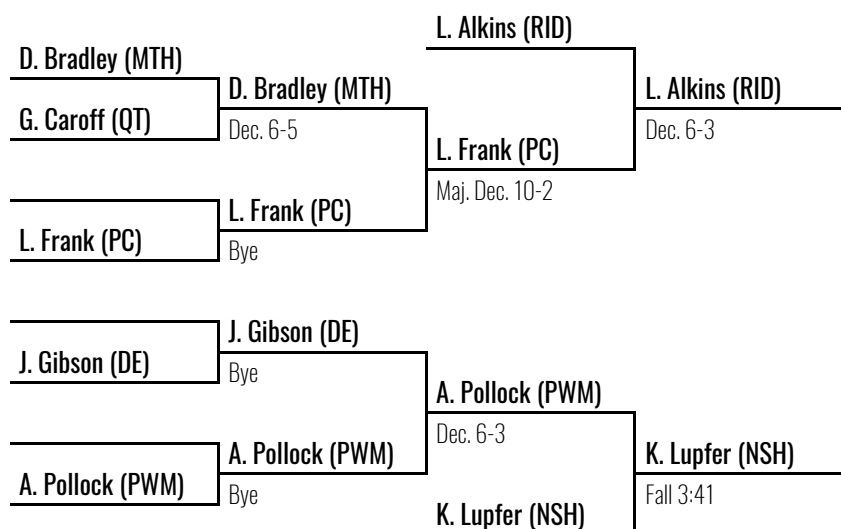 L. Alkins (RID)
D. Bradley (MTH)
D. Bradley (MTH)
L. Alkins (RID)
G. Caroff (QT)
Dec. 6-5
Dec. 6-3
L. Frank (PC)
Maj. Dec. 10-2
L. Frank (PC)
L. Frank (PC)
Bye
J. Gibson (DE)
J. Gibson (DE)
Bye
A. Pollock (PWM)
Dec. 6-3
A. Pollock (PWM)
K. Lupfer (NSH)
A. Pollock (PWM)
Bye
Fall 3:41
K. Lupfer (NSH)